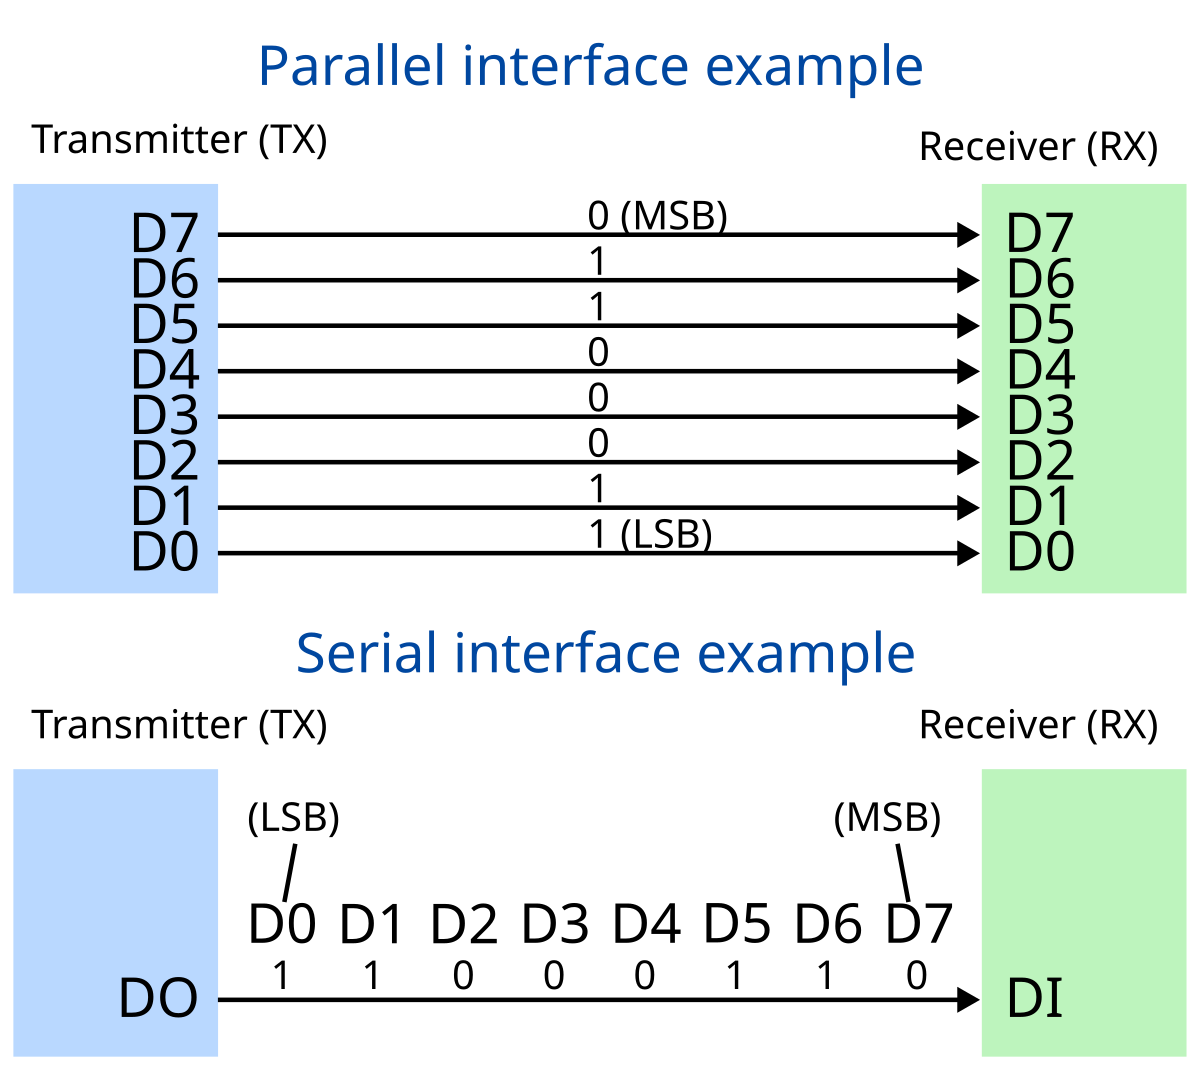 Parallel interface example
Transmitter (TX)
Receiver (RX)
D7 0 (MSB) D7
D6 1 D6
D5 1 D5
D4 0 D4
D3 0 D3
D2 0 D2
D1 1 D1
D0 1 (LSB) D0
Serial interface example
Transmitter (TX) Receiver (RX)
(LSB) (MSB)
D0 D1 D2 D3 D4 D5 D6 D7
1 1 0 0 0 1 1 0
DO DI